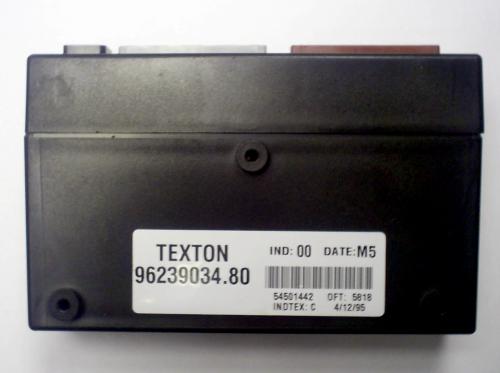 TEXTON IND: 00 DATE: M5
96239034.80
54501442 OFT: 5818
INDTEX: C 4/12/95